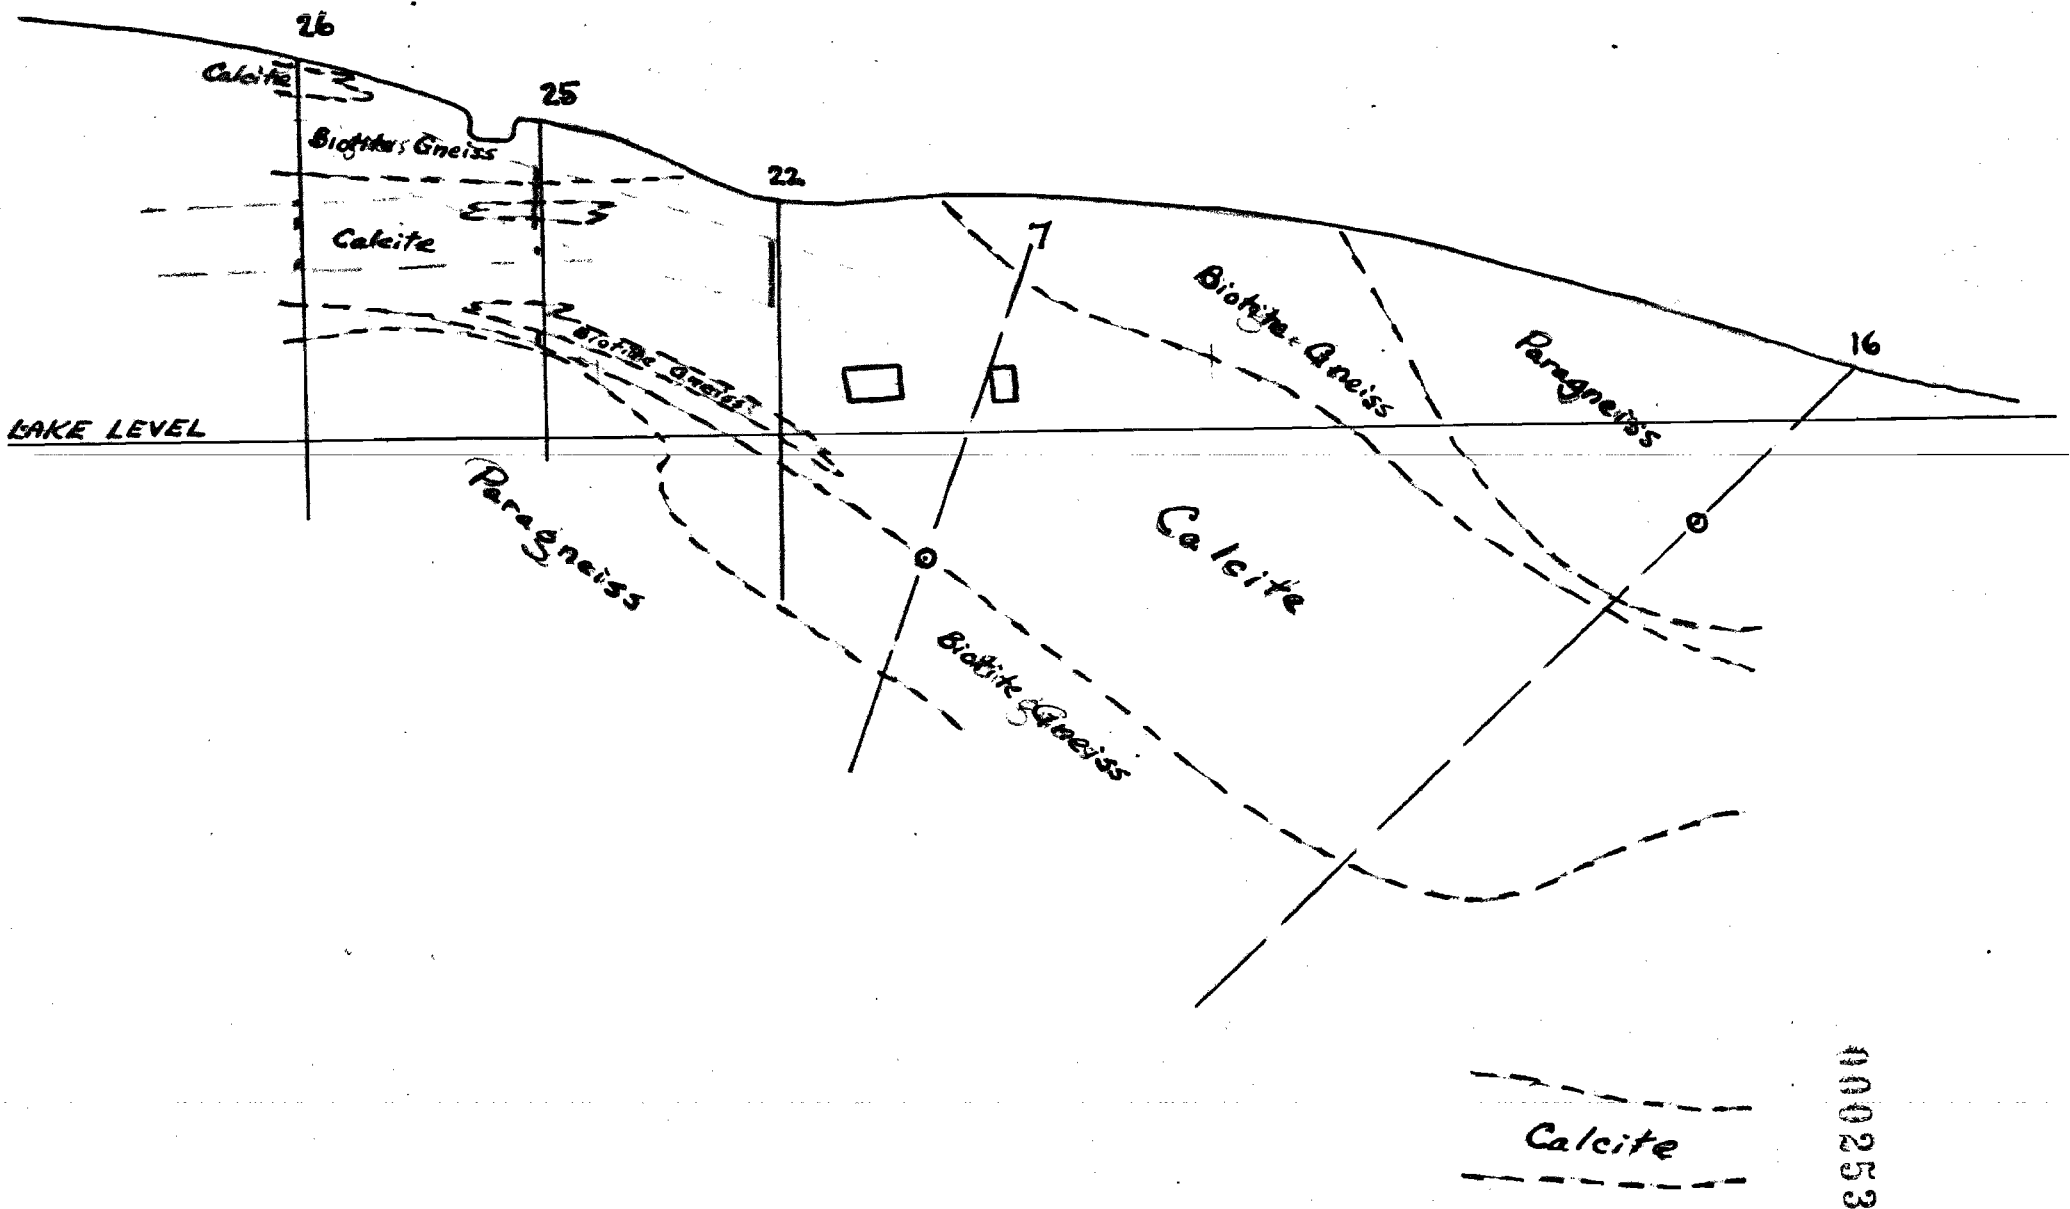 26
Calcite
25
Biotite Gneiss
22
Calcite
7
Biotite Gneiss
Paragneiss
16
Biotite Gneiss
LAKE LEVEL
Paragneiss
Calcite
Biotite Gneiss
Calcite
000253